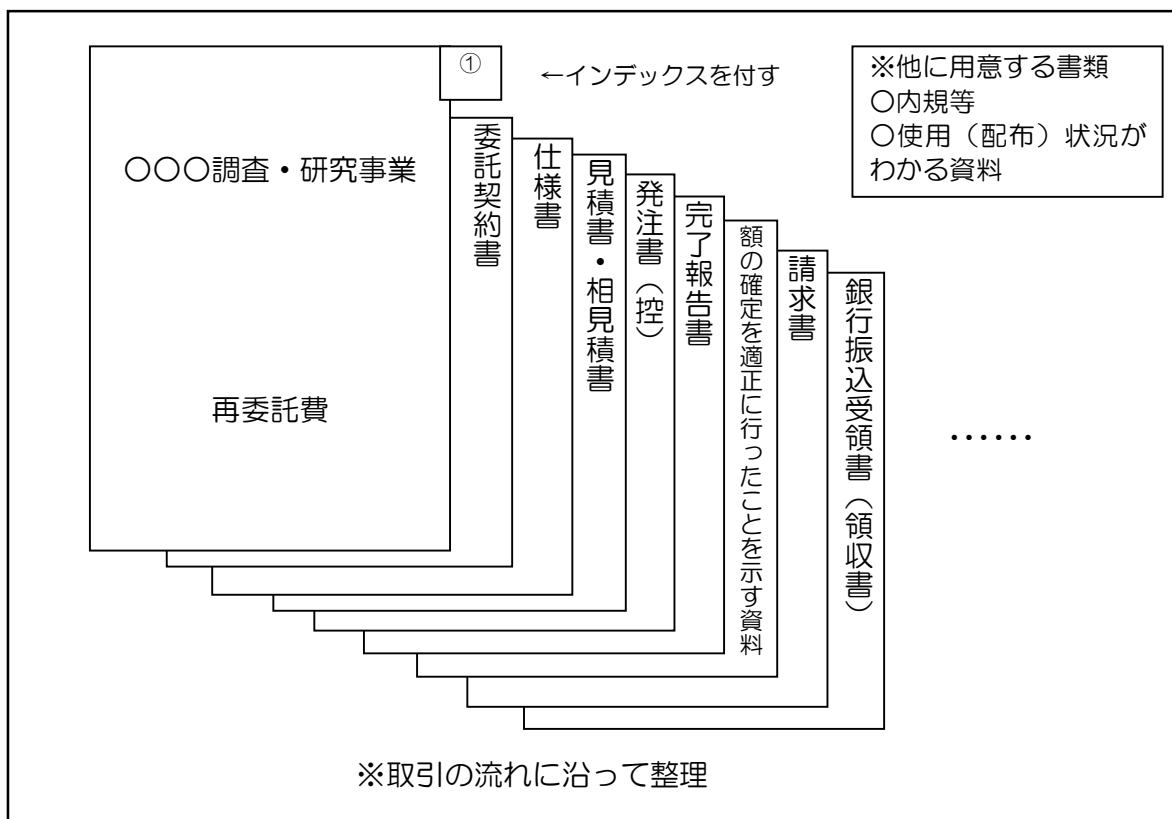 ①
←インデックスを付す
※他に用意する書類
〇内規等
〇使用（配布）状況が
わかる資料
〇〇〇調査・研究事業
再委託費
委託契約書
仕様書
見積書・相見積書
発注書（控）
完了報告書
額の確定を適正に行ったことを示す資料
請求書
銀行振込受領書（領収書）
……
※取引の流れに沿って整理